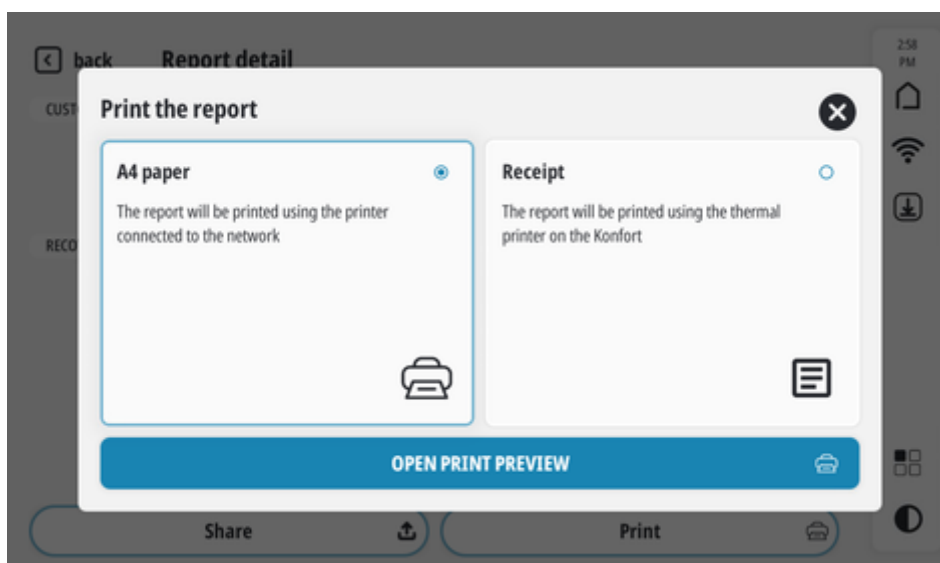 back
Report detail
2:58
PM
CUST
Print the report
A4 paper
The report will be printed using the printer
connected to the network
Receipt
The report will be printed using the thermal
printer on the Konfort
RECO
OPEN PRINT PREVIEW
Share
Print